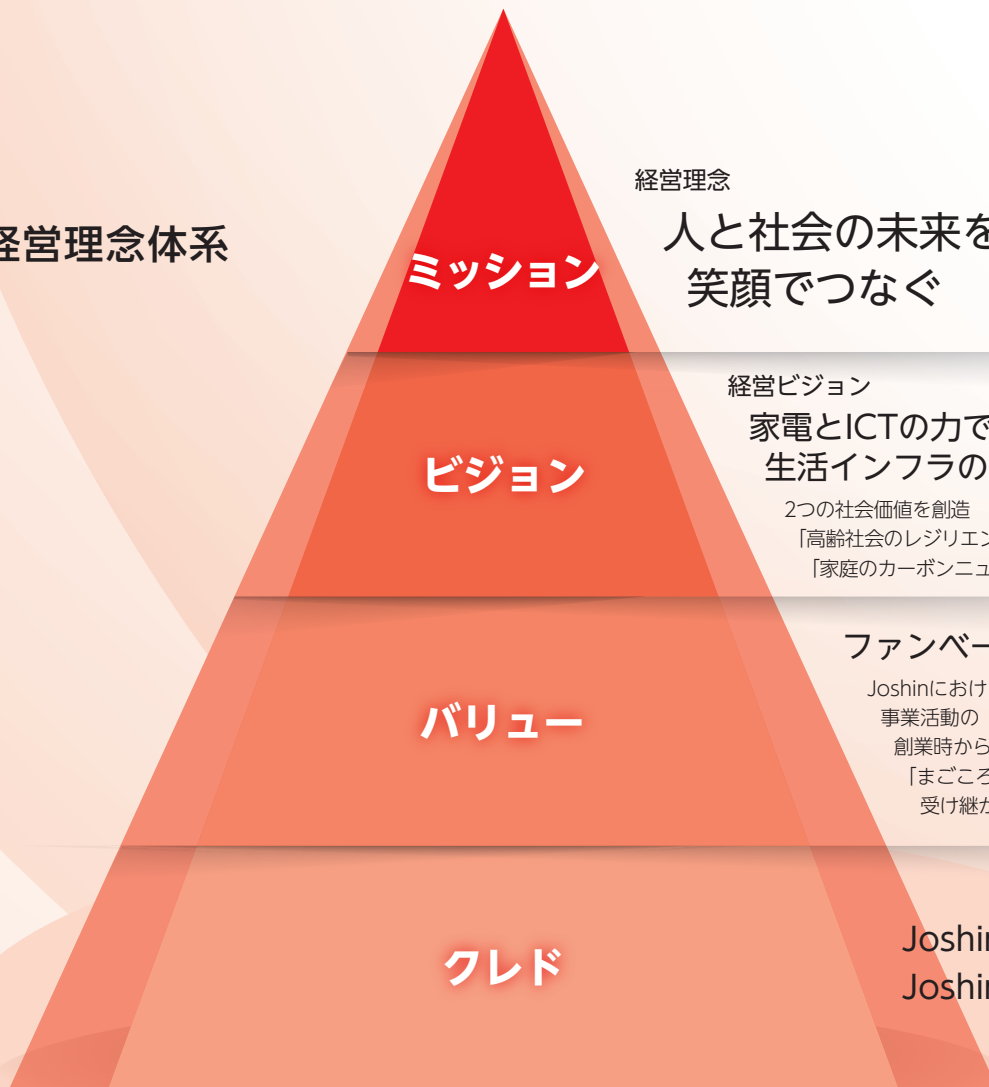 経営理念体系
ミッション
経営理念
人と社会の未来を
笑顔でつなぐ
ビジョン
経営ビジョン
家電とICTの力で
生活インフラの
2つの社会価値を創造
「高齢社会のレジリエン
「家庭のカーボンニュ
バリュー
ファンベー
Joshinにおけ
事業活動の
創業時から
「まごころ
受け継が
クレド
Joshin
Joshin